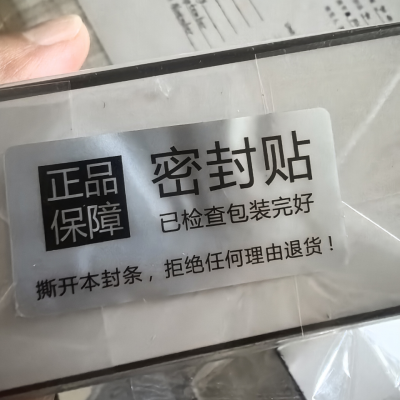 正品
保障
密封贴
已检查包装完好
撕开本封条，拒绝任何理由退货！